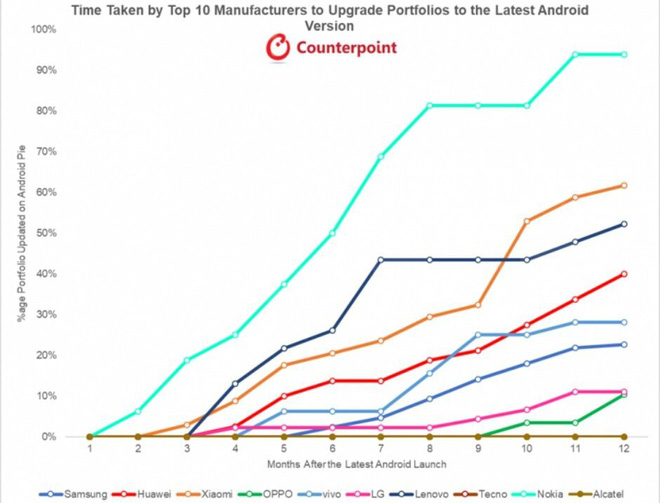 Time Taken by Top 10 Manufacturers to Upgrade Portfolios to the Latest Android
Version
Counterpoint
%age Portfolio Updated on Android Pie
100%
90%
80%
70%
60%
50%
40%
30%
20%
10%
0%
1 2 3 4 5 6 7 8 9 10 11 12
Months After the Latest Android Launch
Samsung Huawei Xiaomi OPPO vivo LG Lenovo Tecno Nokia Alcatel